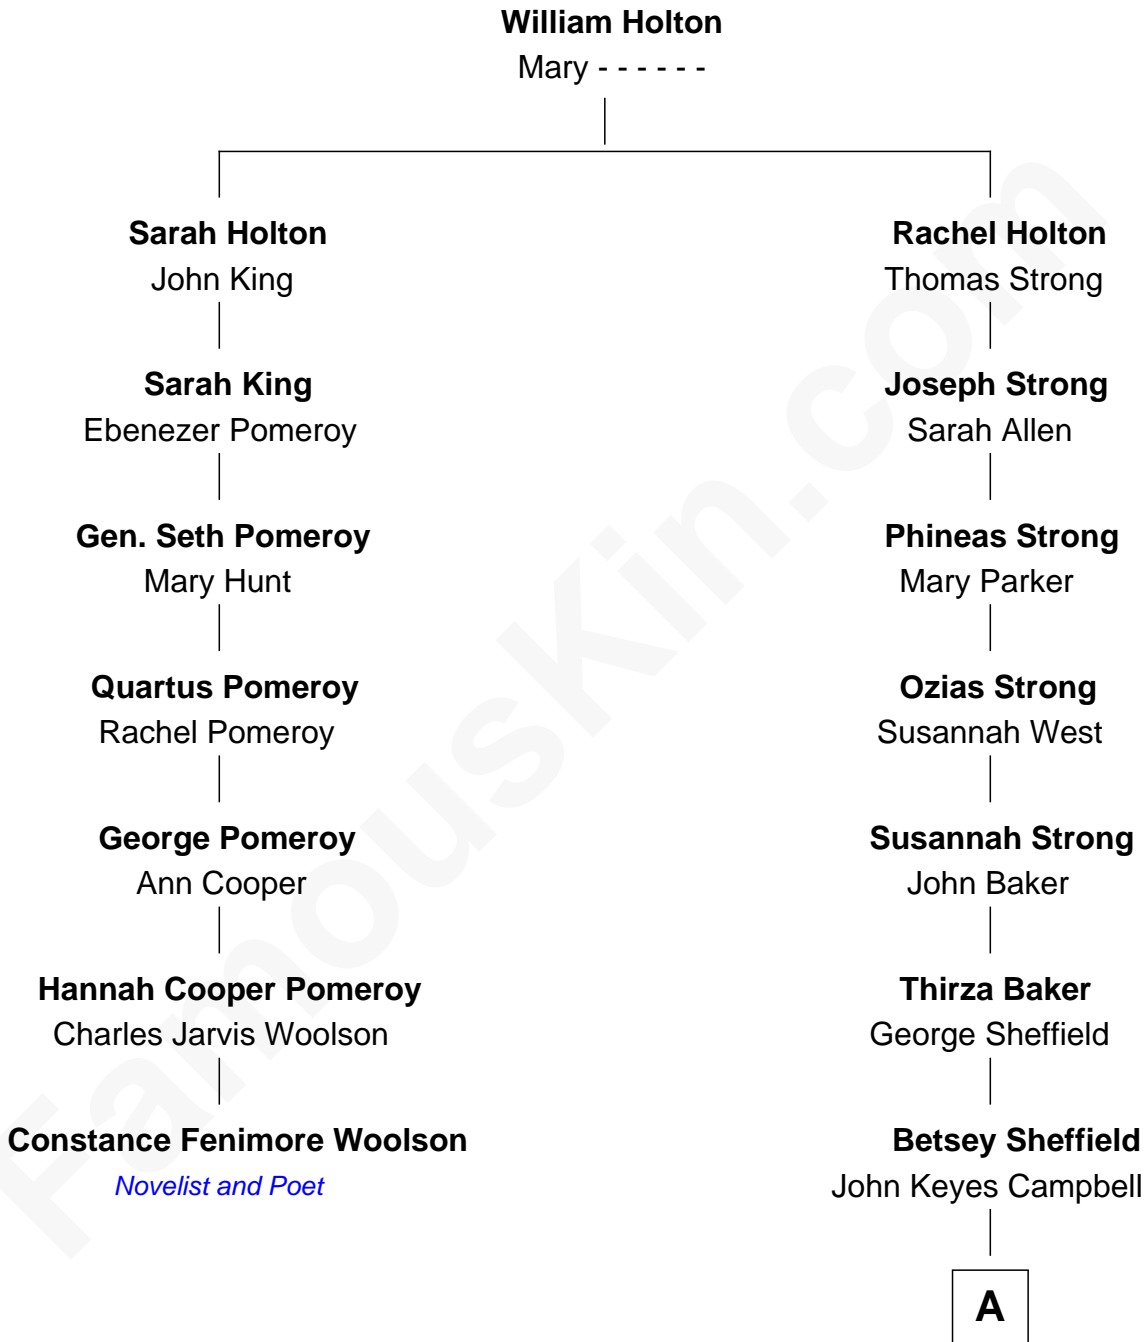 William Holton
Mary - - - - - -
Sarah Holton
John King
Rachel Holton
Thomas Strong
Sarah King
Ebenezer Pomeroy
Joseph Strong
Sarah Allen
Gen. Seth Pomeroy
Mary Hunt
Phineas Strong
Mary Parker
Quartus Pomeroy
Rachel Pomeroy
Ozias Strong
Susannah West
George Pomeroy
Ann Cooper
Susannah Strong
John Baker
Hannah Cooper Pomeroy
Charles Jarvis Woolson
Thirza Baker
George Sheffield
Constance Fenimore Woolson
Novelist and Poet
Betsey Sheffield
John Keyes Campbell
A
FamousKin.com